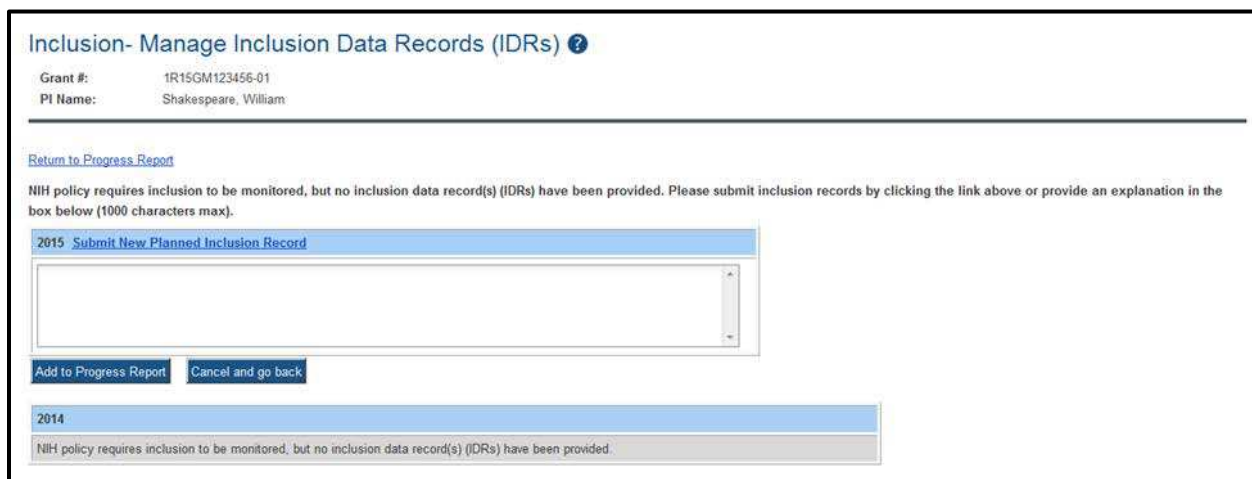 Inclusion- Manage Inclusion Data Records (IDRs) ?
Grant #: 1R15GM123456-01
PI Name: Shakespeare, William
Return to Progress Report
NIH policy requires inclusion to be monitored, but no inclusion data record(s) (IDRs) have been provided. Please submit inclusion records by clicking the link above or provide an explanation in the
box below (1000 characters max).
2015 Submit New Planned Inclusion Record
Add to Progress Report Cancel and go back
2014
NIH policy requires inclusion to be monitored, but no inclusion data record(s) (IDRs) have been provided.